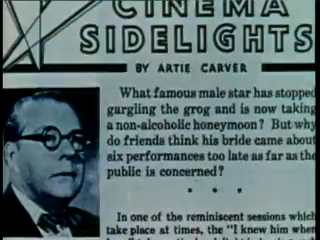 CINEMA
SIDELIGHTS
BY ARTIE CARVER
What famous male star has stopped
gargling the grog and is now taking
a non-alcoholic honeymoon? But why
do friends think his bride came about
six performances too late as far as the
public is concerned?
• • •
In one of the reminiscent sessions which
take place at times, the "I knew him when